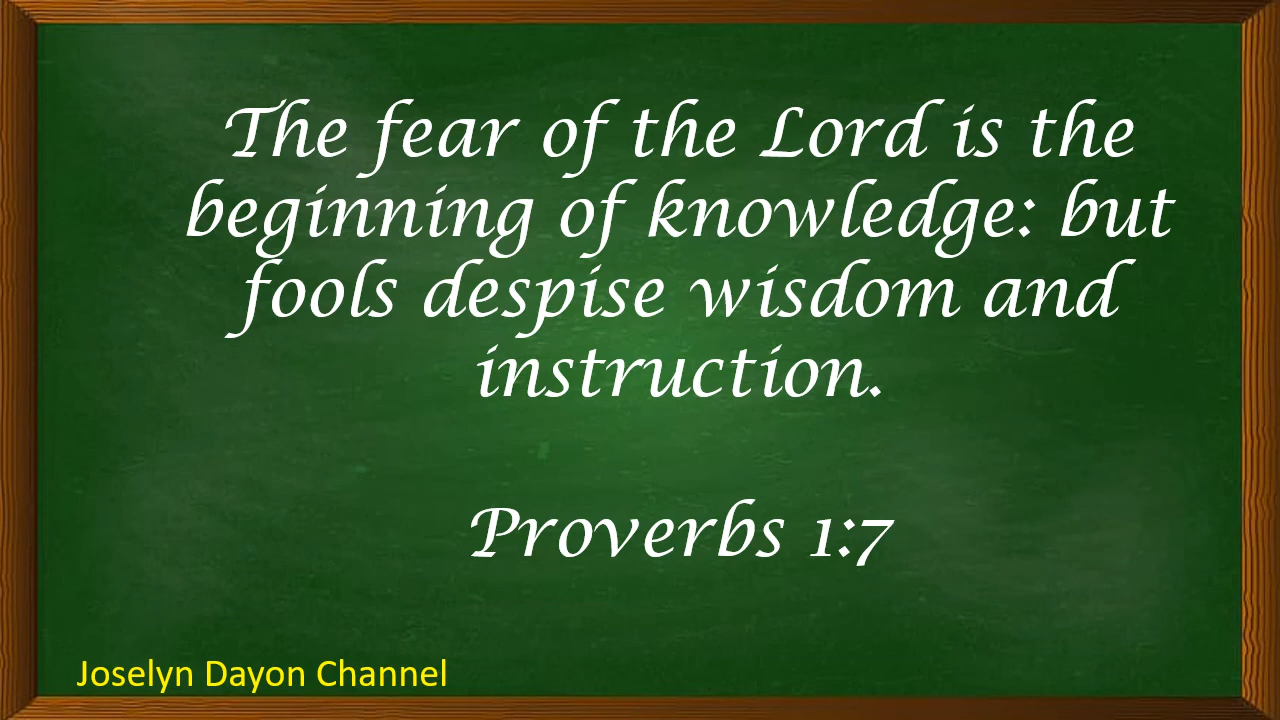 The fear of the Lord is the
beginning of knowledge: but
fools despise wisdom and
instruction.
Proverbs 1:7
Joselyn Dayon Channel